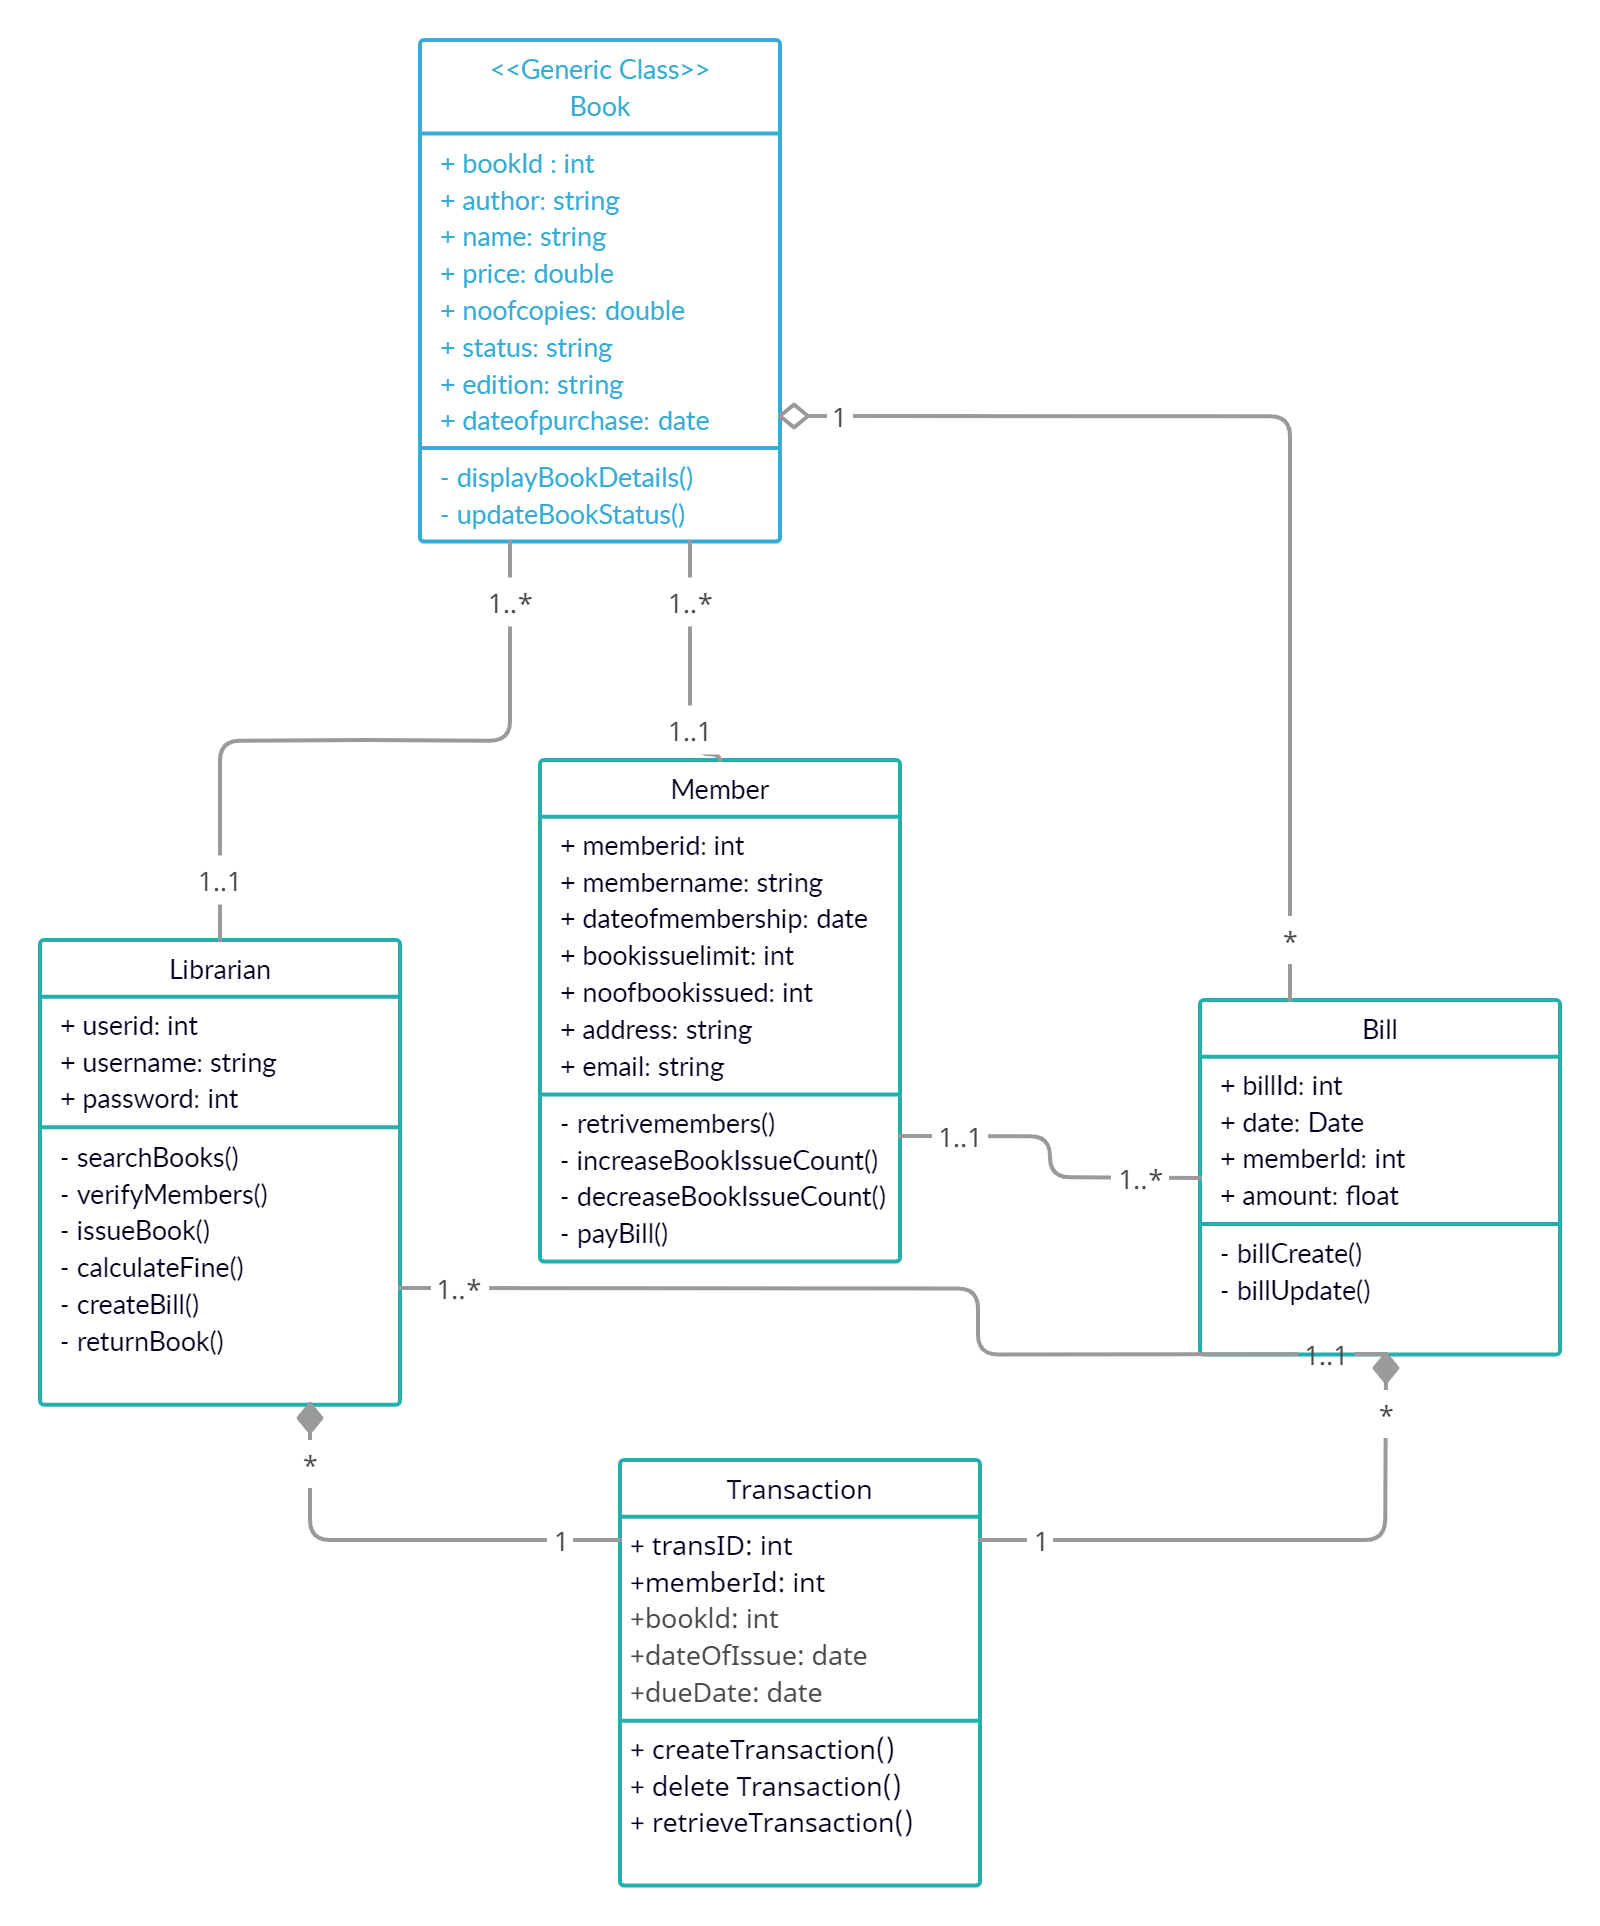 <<Generic Class>>
Book
+ bookId : int
+ author: string
+ name: string
+ price: double
+ noofcopies: double
+ status: string
+ edition: string
+ dateofpurchase: date
- displayBookDetails()
- updateBookStatus()
1
1..*
1..*
1..1
Member
+ memberid: int
+ membername: string
+ dateofmembership: date
+ bookissuelimit: int
+ noofbookissued: int
+ address: string
+ email: string
- retrivemembers()
- increaseBookIssueCount()
- decreaseBookIssueCount()
- payBill()
1..1
Librarian
+ userid: int
+ username: string
+ password: int
- searchBooks()
- verifyMembers()
- issueBook()
- calculateFine()
- createBill()
- returnBook()
*
Bill
+ billId: int
+ date: Date
+ memberId: int
+ amount: float
- billCreate()
- billUpdate()
1..1
1..*
1..*
1..1
*
*
1
1
Transaction
+ transID: int
+memberId: int
+bookId: int
+dateOfIssue: date
+dueDate: date
+ createTransaction()
+ delete Transaction()
+ retrieveTransaction()